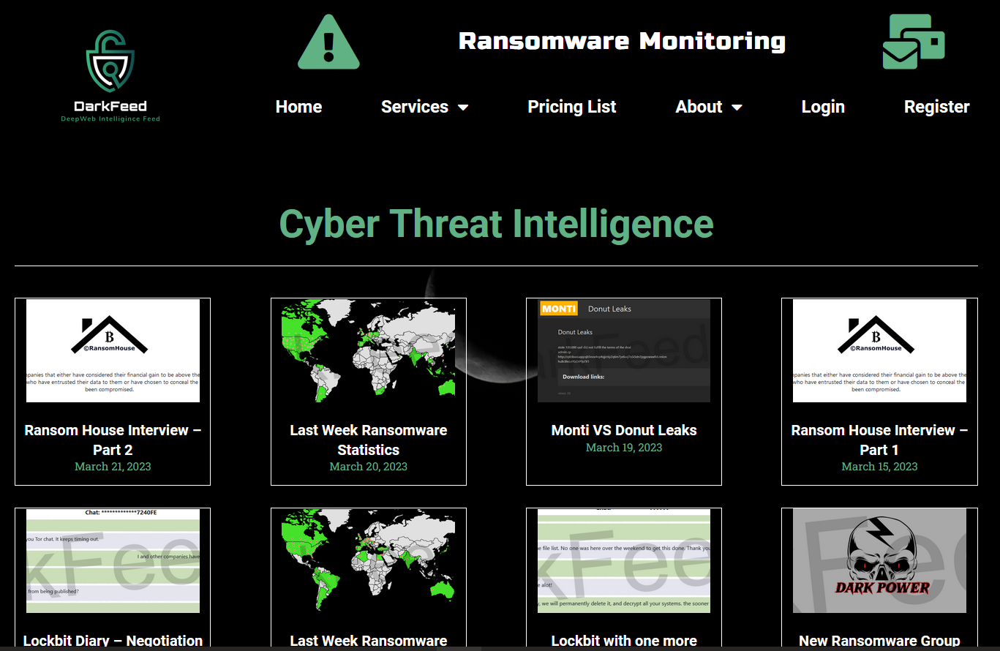 Ransomware Monitoring
DarkFeed
DeepWeb Intelligince Feed
Home
Services
Pricing List
About
Login
Register
Cyber Threat Intelligence
B
©RansomHouse
panies that either have considered their financial gain to be above the
who have entrusted their data to them or have chosen to conceal the
been compromised.
Ransom House Interview –
Part 2
March 21, 2023
Last Week Ransomware
Statistics
March 20, 2023
MONTI
Donut Leaks
Donut Leaks
admin cp
Download links:
Monti VS Donut Leaks
March 19, 2023
B
©RansomHouse
panies that either have considered their financial gain to be above the
who have entrusted their data to them or have chosen to conceal the
been compromised.
Ransom House Interview –
Part 1
March 15, 2023
Chat: *************7240FE
you Tor chat. It keeps timing out.
I and other companies have
from being published?
kFee
Lockbit Diary – Negotiation
Last Week Ransomware
e file list. No one was here over the weekend to get this done. Thank you
e alot!
y, we will permanently delete it, and decrypt all your systems. the sooner
kFee
Lockbit with one more
Fee
DARK POWER
New Ransomware Group